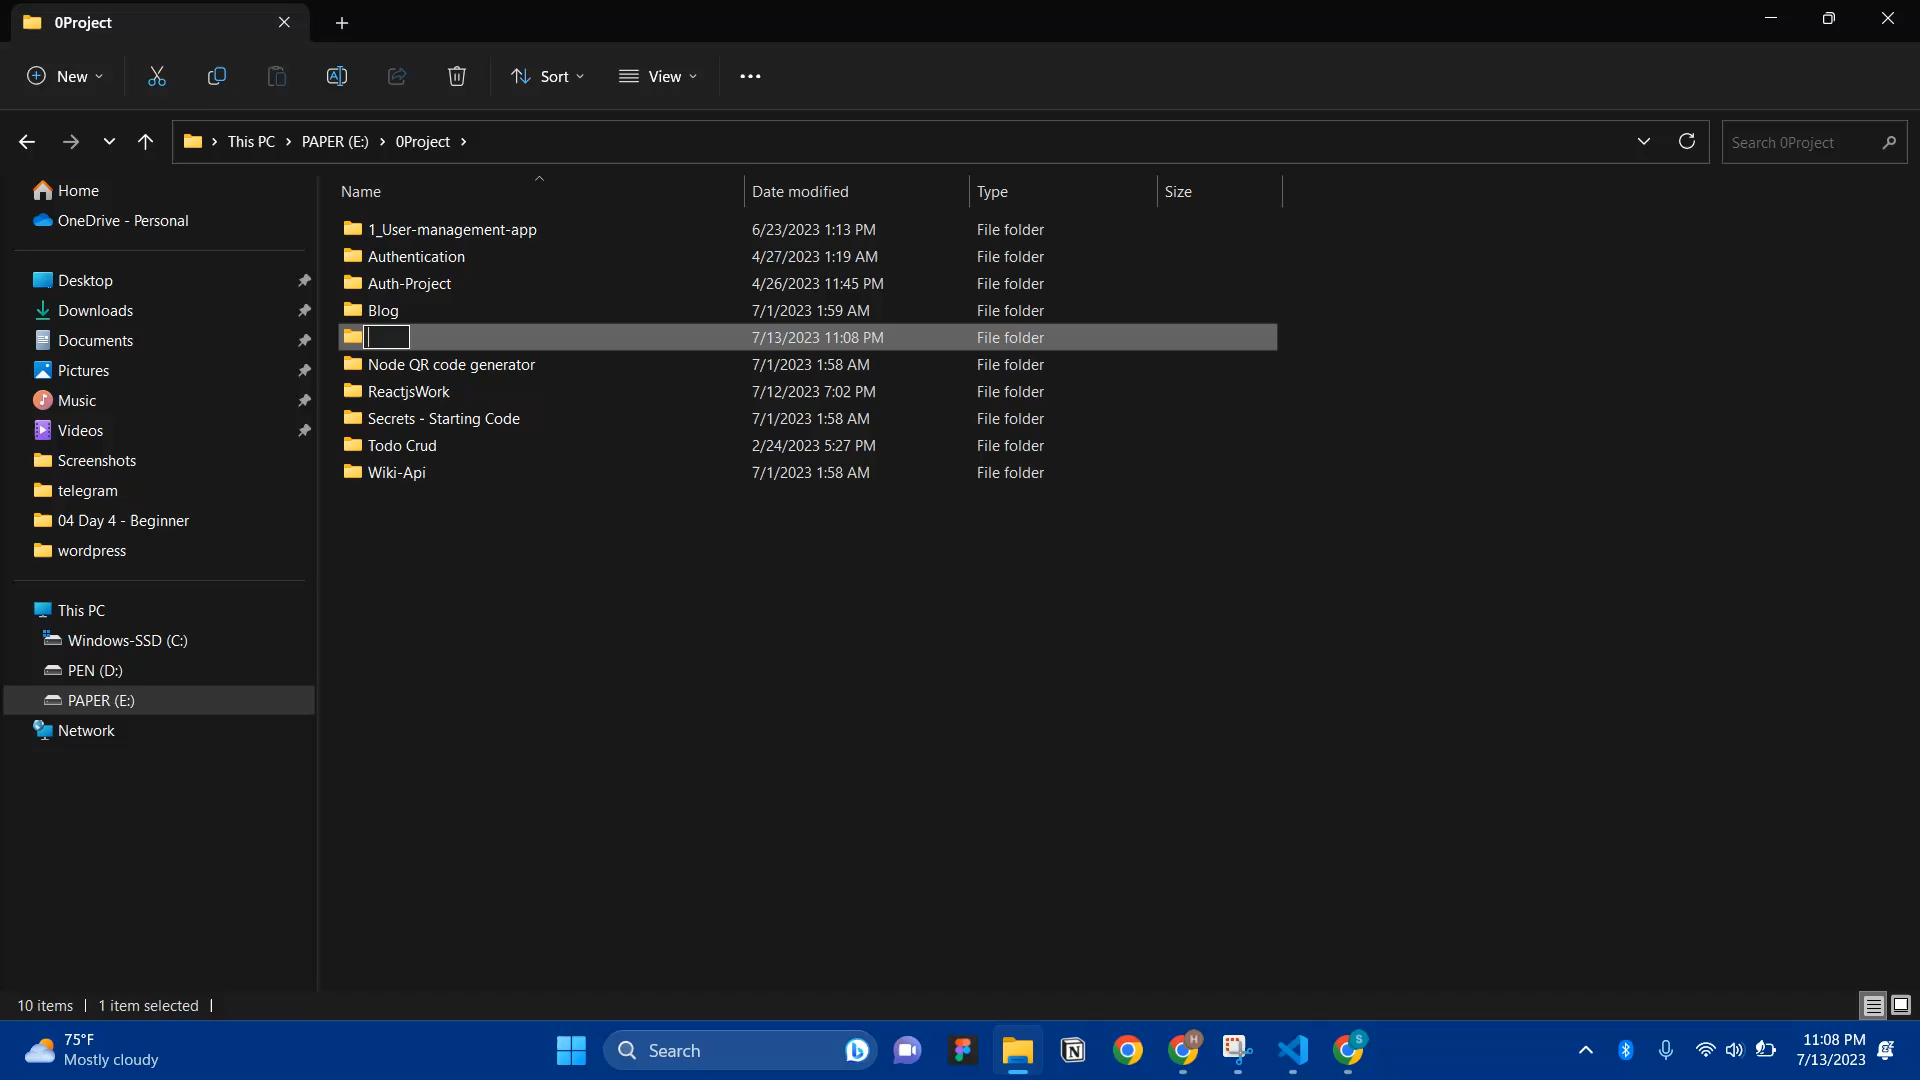 0Project
New
Sort
View
This PC
PAPER (E:)
0Project
Search 0Project
Home
OneDrive - Personal
Desktop
Downloads
Documents
Pictures
Music
Videos
Screenshots
telegram
04 Day 4 - Beginner
wordpress
This PC
Windows-SSD (C:)
PEN (D:)
PAPER (E:)
Network
Name Date modified Type Size
1_User-management-app 6/23/2023 1:13 PM File folder
Authentication 4/27/2023 1:19 AM File folder
Auth-Project 4/26/2023 11:45 PM File folder
Blog 7/1/2023 1:59 AM File folder
7/13/2023 11:08 PM File folder
Node QR code generator 7/1/2023 1:58 AM File folder
ReactjsWork 7/12/2023 7:02 PM File folder
Secrets - Starting Code 7/1/2023 1:58 AM File folder
Todo Crud 2/24/2023 5:27 PM File folder
Wiki-Api 7/1/2023 1:58 AM File folder
10 items 1 item selected
75°F
Mostly cloudy
Search
H
S
11:08 PM
7/13/2023